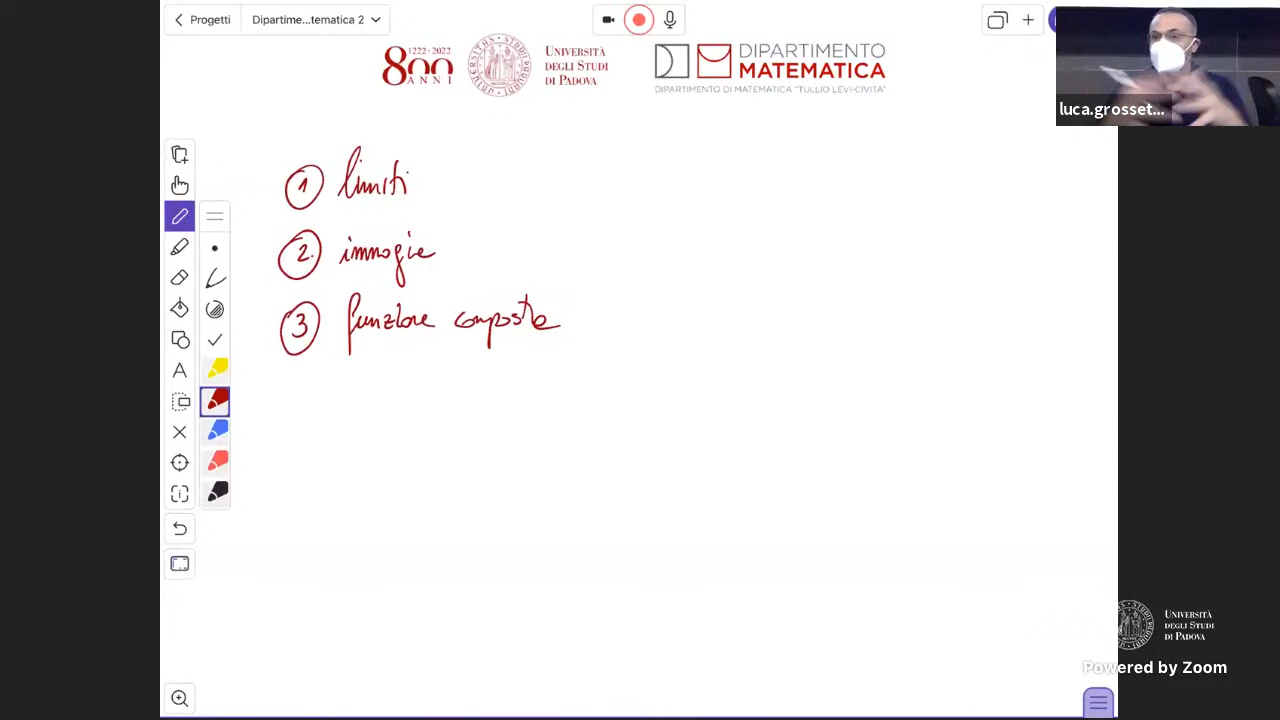 Progetti
Dipartime...tematica 2
1222·2022
800
ANNI
UNIVERSITÀ
DEGLI STUDI
DI PADOVA
DIPARTIMENTO
MATEMATICA
DIPARTIMENTO DI MATEMATICA "TULLIO LEVI-CIVITA"
luca.grosset...
1 limiti
2. immagie
3 funzione composta
A
UNIVERSITÀ
DEGLI STUDI
DI PADOVA
Powered by Zoom